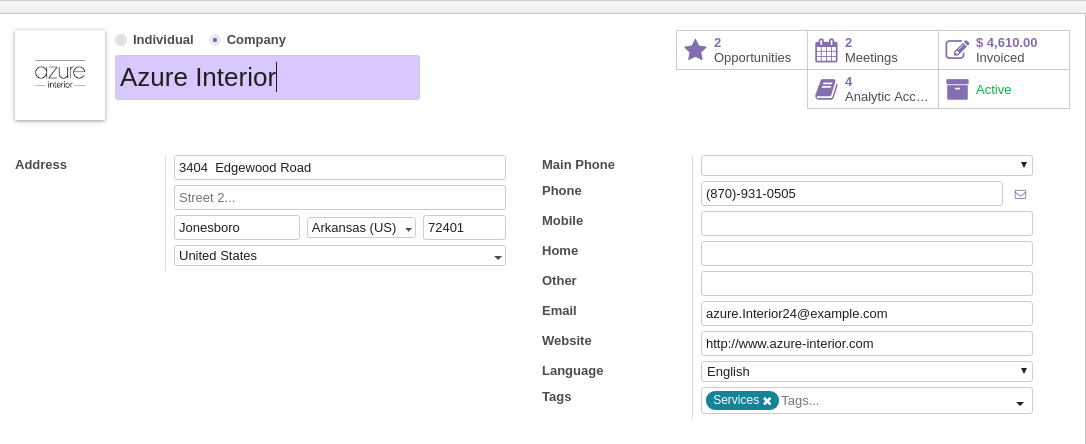 azure
interior
Individual Company
Azure Interior
2
Opportunities
2
Meetings
$ 4,610.00
Invoiced
4
Analytic Acc…
Active
Address
3404  Edgewood Road
Street 2...
Jonesboro Arkansas (US) 72401
United States
Main Phone
Phone (870)-931-0505
Mobile
Home
Other
Email azure.Interior24@example.com
Website http://www.azure-interior.com
Language English
Tags Services Tags...